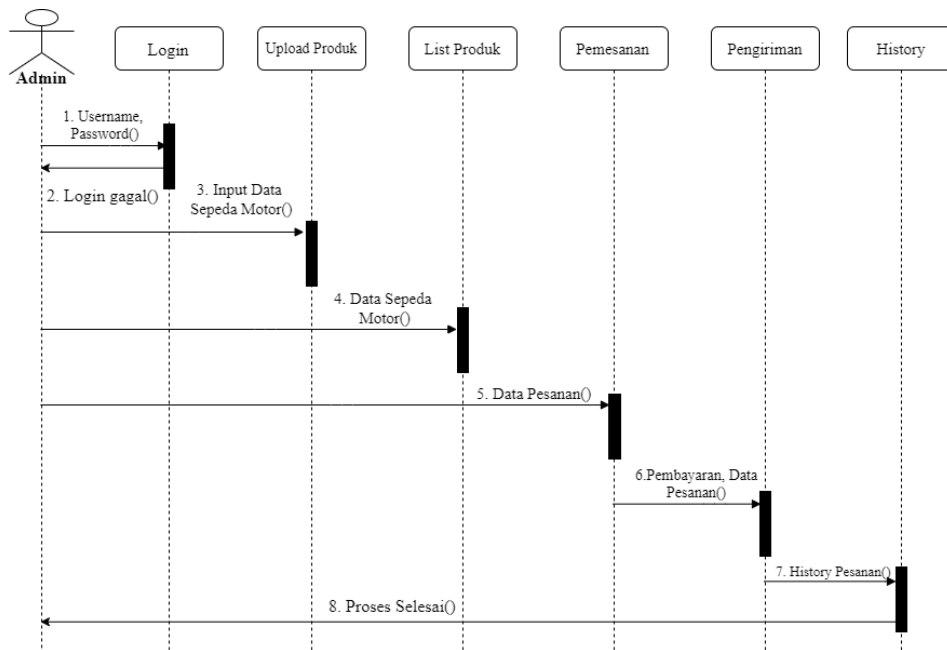 Admin
Login
Upload Produk
List Produk
Pemesanan
Pengiriman
History
1. Username,
Password()
2. Login gagal()
3. Input Data
Sepeda Motor()
4. Data Sepeda
Motor()
5. Data Pesanan()
6.Pembayaran, Data
Pesanan()
7. History Pesanan()
8. Proses Selesai()